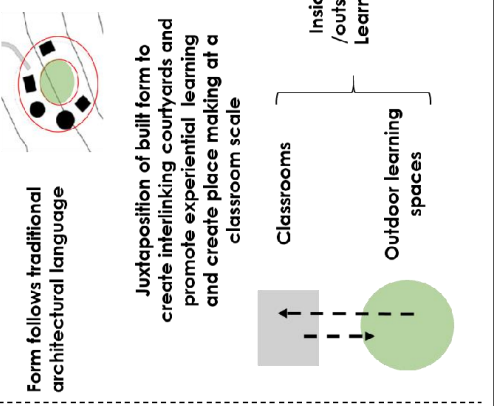 Form follows traditional
architectural language
Juxtaposition of built form to
create interlinking courtyards and
promote experiential learning
and create place making at a
classroom scale
Classrooms
Outdoor learning
spaces